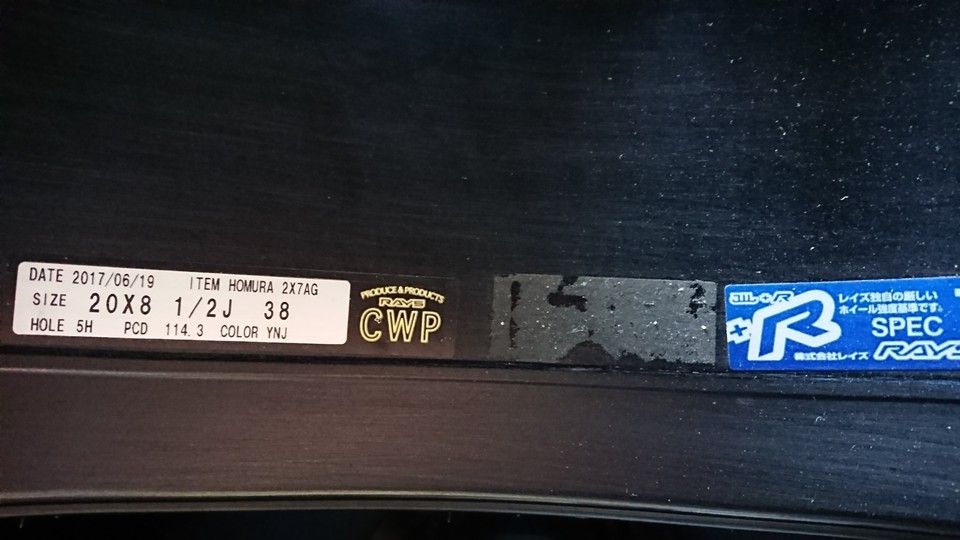 DATE 2017/06/19 ITEM HOMURA 2X7AG
SIZE 20X8 1/2J 38
HOLE 5H PCD 114.3 COLOR YNJ
PRODUCE & PRODUCTS
RAYS
CWP
+R
レイズ独自の厳しい
ホイール強度基準です。
SPEC
株式会社レイズ RAYS